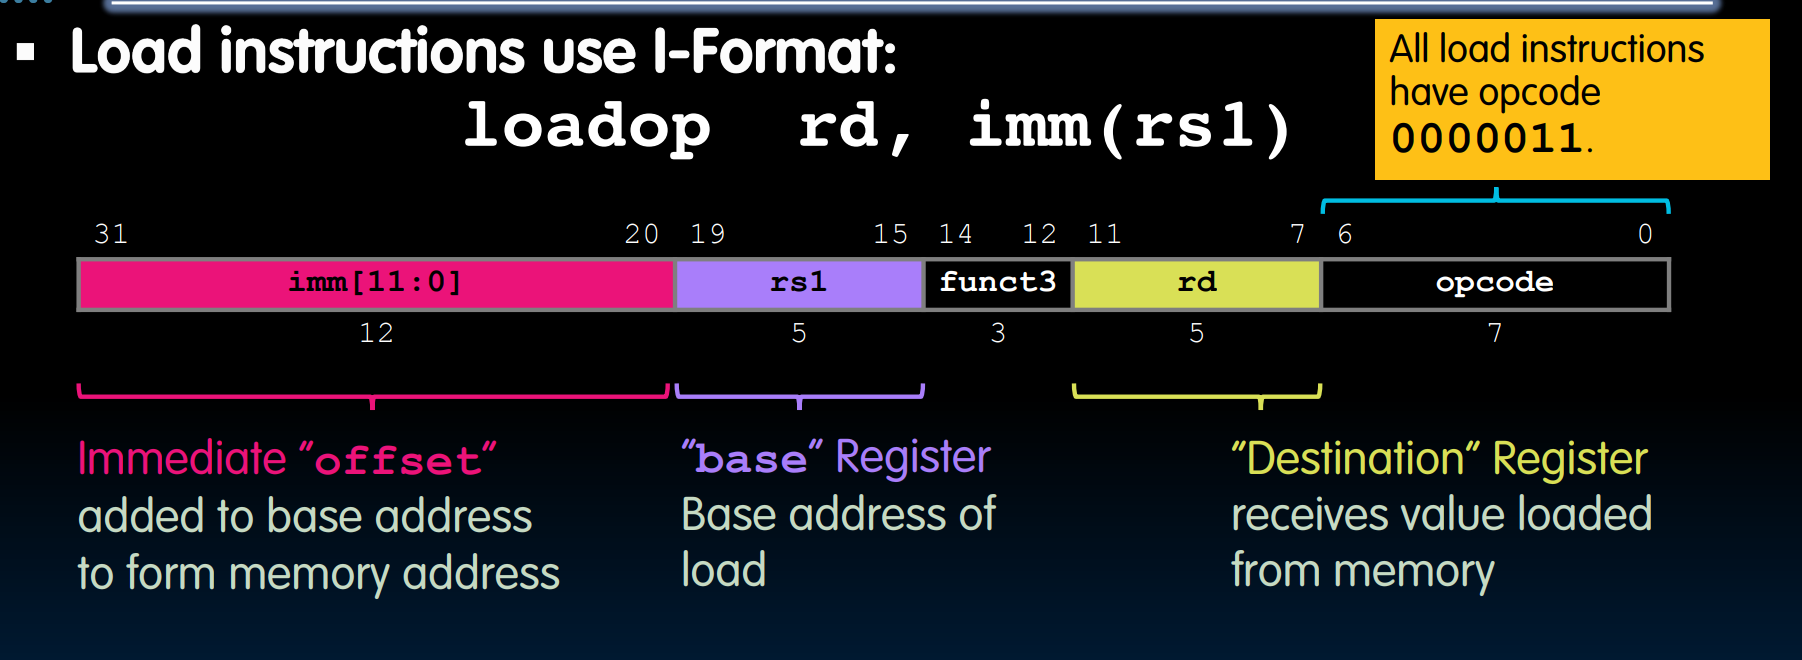 ▪ Load instructions use I-Format:
loadop rd, imm(rs1)
All load instructions
have opcode
0000011.
31 20 19 15 14 12 11 7 6 0
imm[11:0] rs1 funct3 rd opcode
12 5 3 5 7
Immediate "offset"
added to base address
to form memory address
"base" Register
Base address of
load
"Destination" Register
receives value loaded
from memory